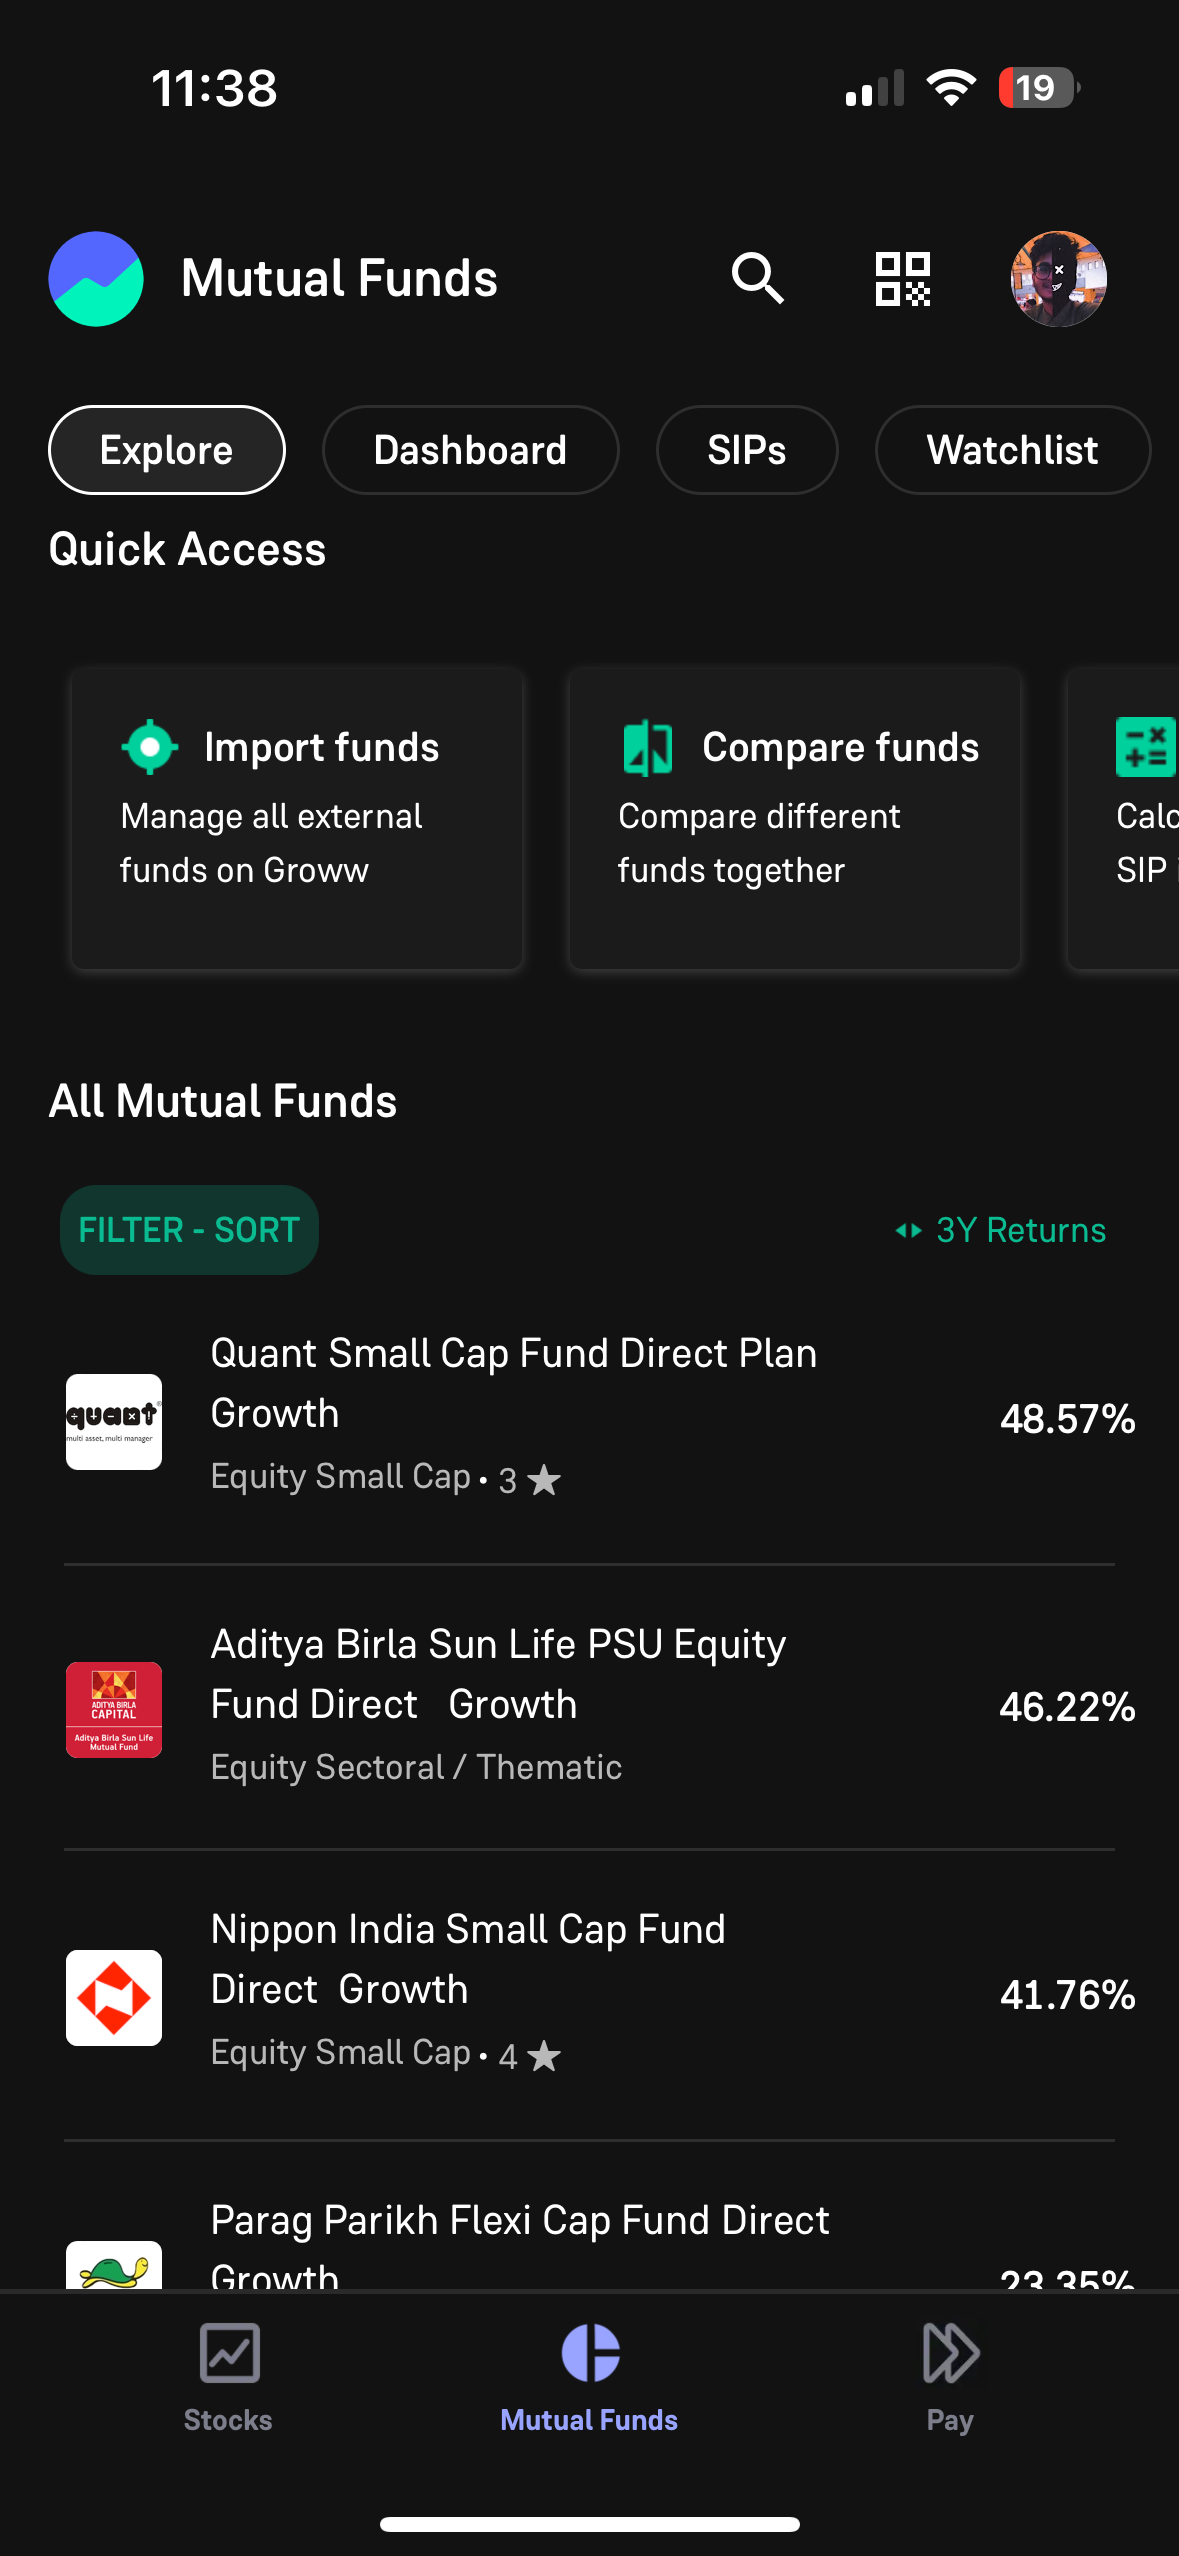 11:38
19
Mutual Funds
Explore
Dashboard
SIPs
Watchlist
Quick Access
Import funds
Manage all external
funds on Groww
Compare funds
Compare different
funds together
Calc
SIP
All Mutual Funds
FILTER - SORT
3Y Returns
quant
multi asset, multi manager
Quant Small Cap Fund Direct Plan
Growth
Equity Small Cap • 3 ★
48.57%
ADITYA BIRLA
CAPITAL
Aditya Birla Sun Life
Mutual Fund
Aditya Birla Sun Life PSU Equity
Fund Direct Growth
Equity Sectoral / Thematic
46.22%
Nippon India Small Cap Fund
Direct Growth
Equity Small Cap • 4 ★
41.76%
Parag Parikh Flexi Cap Fund Direct
Growth
23.35%
Stocks
Mutual Funds
Pay